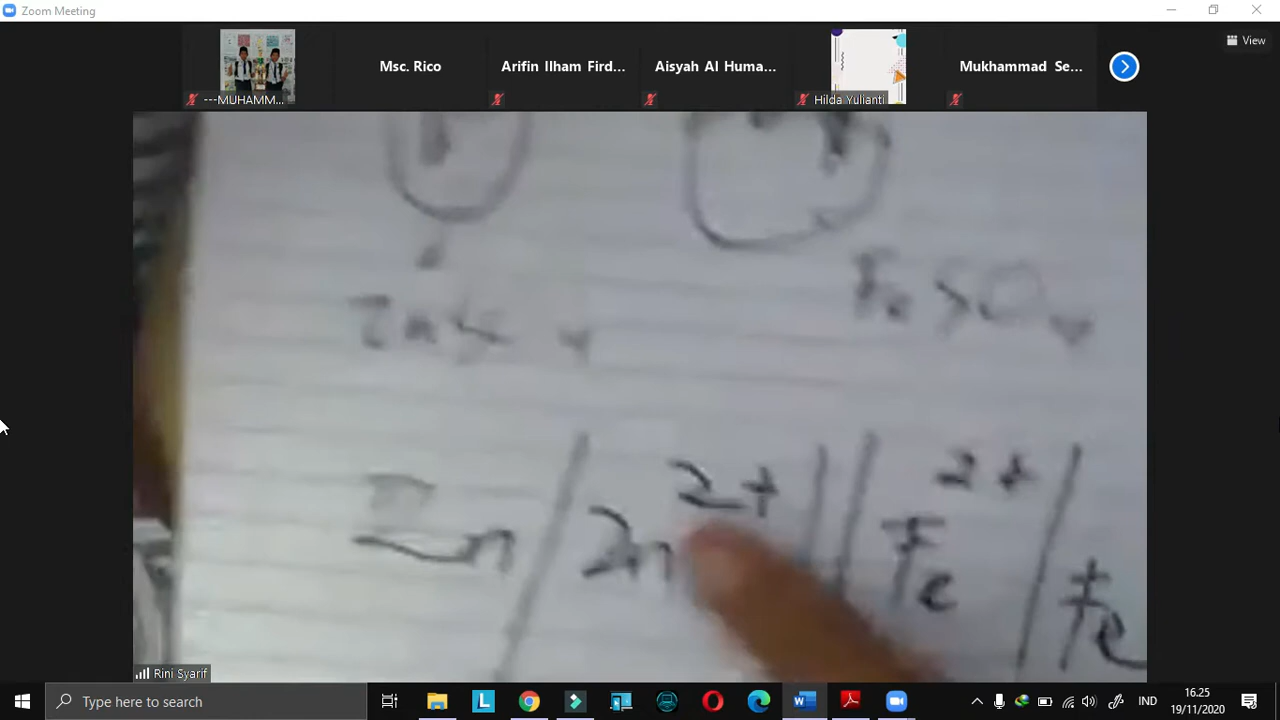 Zoom Meeting
View
Msc. Rico
Arifin Ilham Fird...
Aisyah Al Huma...
Mukhammad Se...
---MUHAMM...
Hilda Yulianti
Zn | Zn2+ || Fe2+ | Fe
Rini Syarif
Type here to search
L
W
IND
16.25
19/11/2020